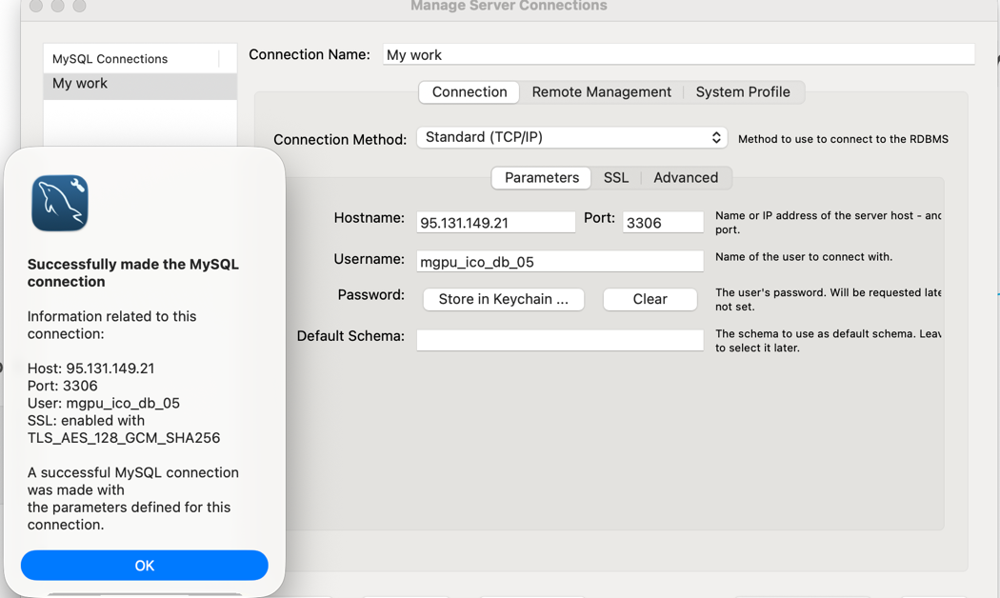 Manage Server Connections
MySQL Connections
My work
Connection Name: My work
Connection Remote Management System Profile
Connection Method: Standard (TCP/IP) Method to use to connect to the RDBMS
Parameters SSL Advanced
Hostname: 95.131.149.21 Port: 3306 Name or IP address of the server host - and
port.
Username: mgpu_ico_db_05 Name of the user to connect with.
Password: Store in Keychain ... Clear The user's password. Will be requested late
not set.
Default Schema: The schema to use as default schema. Leav
to select it later.
Successfully made the MySQL
connection
Information related to this
connection:
Host: 95.131.149.21
Port: 3306
User: mgpu_ico_db_05
SSL: enabled with
TLS_AES_128_GCM_SHA256
A successful MySQL connection
was made with
the parameters defined for this
connection.
OK